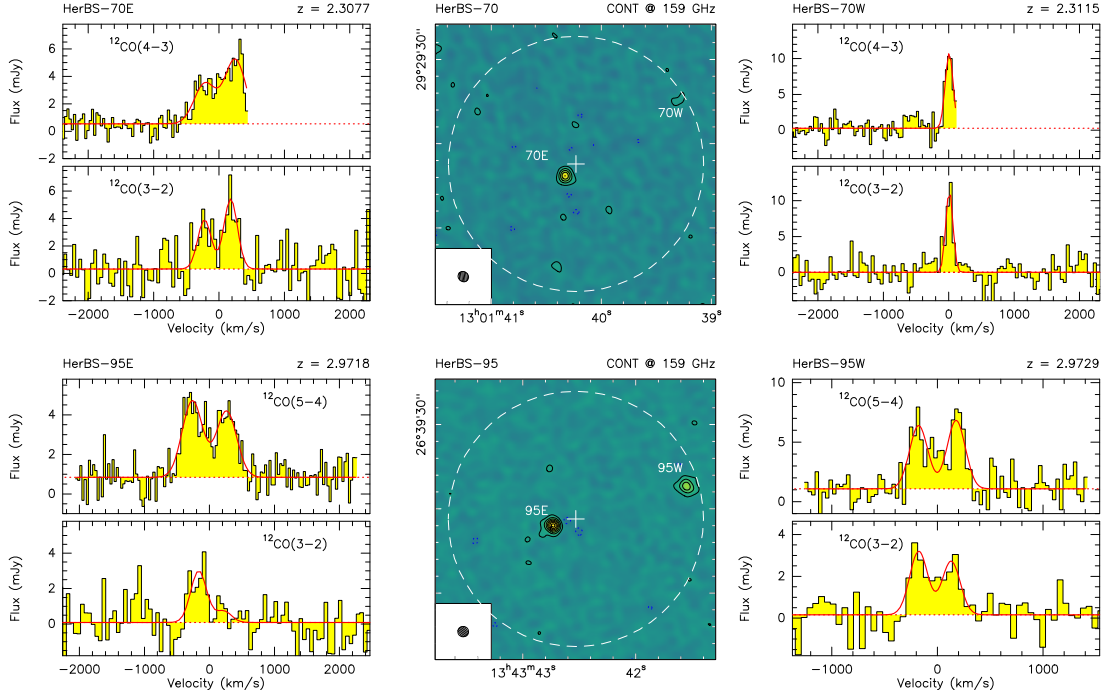 HerBS−70E z = 2.3077
¹²CO(4−3)
Flux (mJy)
−2 0 2 4 6
¹²CO(3−2)
Flux (mJy)
−2 0 2 4 6
−2000 −1000 0 1000 2000
Velocity (km/s)
HerBS−70 CONT @ 159 GHz
29°29'30"
70W
70E
13ʰ01ᵐ41ˢ 40ˢ 39ˢ
HerBS−70W z = 2.3115
¹²CO(4−3)
Flux (mJy)
0 5 10
¹²CO(3−2)
Flux (mJy)
0 5 10
−2000 −1000 0 1000 2000
Velocity (km/s)
HerBS−95E z = 2.9718
¹²CO(5−4)
Flux (mJy)
0 2 4
¹²CO(3−2)
Flux (mJy)
0 2 4
−2000 −1000 0 1000 2000
Velocity (km/s)
HerBS−95 CONT @ 159 GHz
26°39'30"
95W
95E
13ʰ43ᵐ43ˢ 42ˢ
HerBS−95W z = 2.9729
¹²CO(5−4)
Flux (mJy)
0 5 10
¹²CO(3−2)
Flux (mJy)
0 2 4
−1000 0 1000
Velocity (km/s)